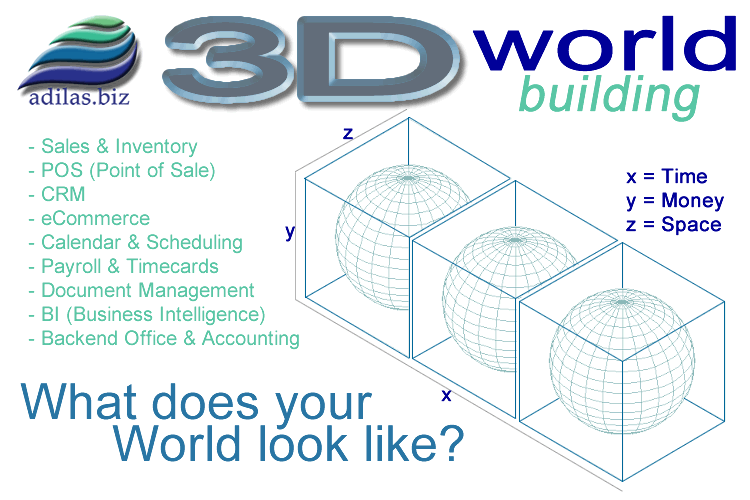 adilas.biz
3D world
building
- Sales & Inventory
- POS (Point of Sale)
- CRM
- eCommerce
- Calendar & Scheduling
- Payroll & Timecards
- Document Management
- BI (Business Intelligence)
- Backend Office & Accounting
z
y
x
x = Time
y = Money
z = Space
What does your
World look like?